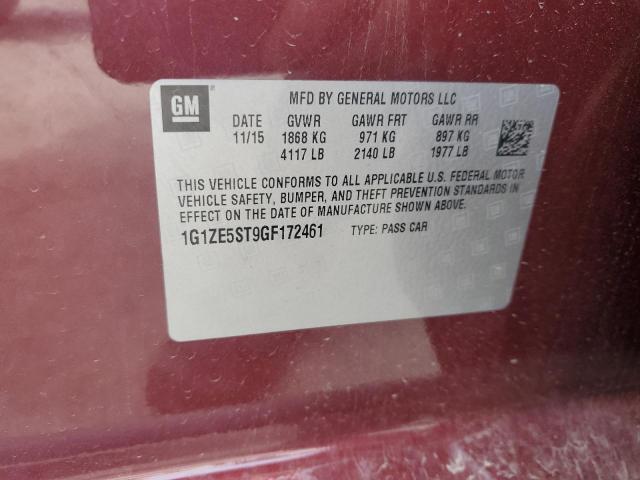 GM
MFD BY GENERAL MOTORS LLC
DATE GVWR GAWR FRT GAWR RR
11/15 1868 KG 971 KG 897 KG
4117 LB 2140 LB 1977 LB
THIS VEHICLE CONFORMS TO ALL APPLICABLE U.S. FEDERAL MOTOR
VEHICLE SAFETY, BUMPER, AND THEFT PREVENTION STANDARDS IN
EFFECT ON THE DATE OF MANUFACTURE SHOWN ABOVE.
1G1ZE5ST9GF172461 TYPE: PASS CAR